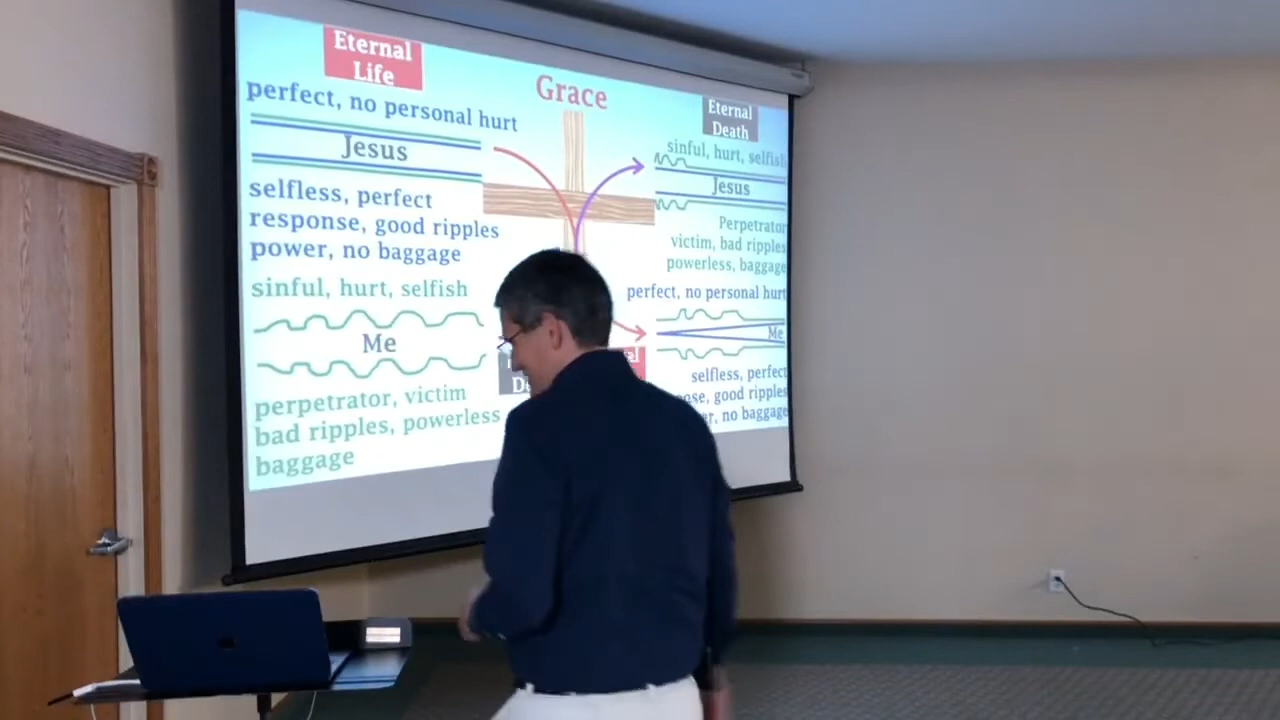 Eternal
Life
perfect, no personal hurt
Jesus
selfless, perfect
response, good ripples
power, no baggage
sinful, hurt, selfish
Me
perpetrator, victim
bad ripples, powerless
baggage
Grace
Eternal
Death
sinful, hurt, selfish
Jesus
Perpetrator
victim, bad ripples
powerless, baggage
perfect, no personal hurt
Me
selfless, perfect
good ripples
no baggage